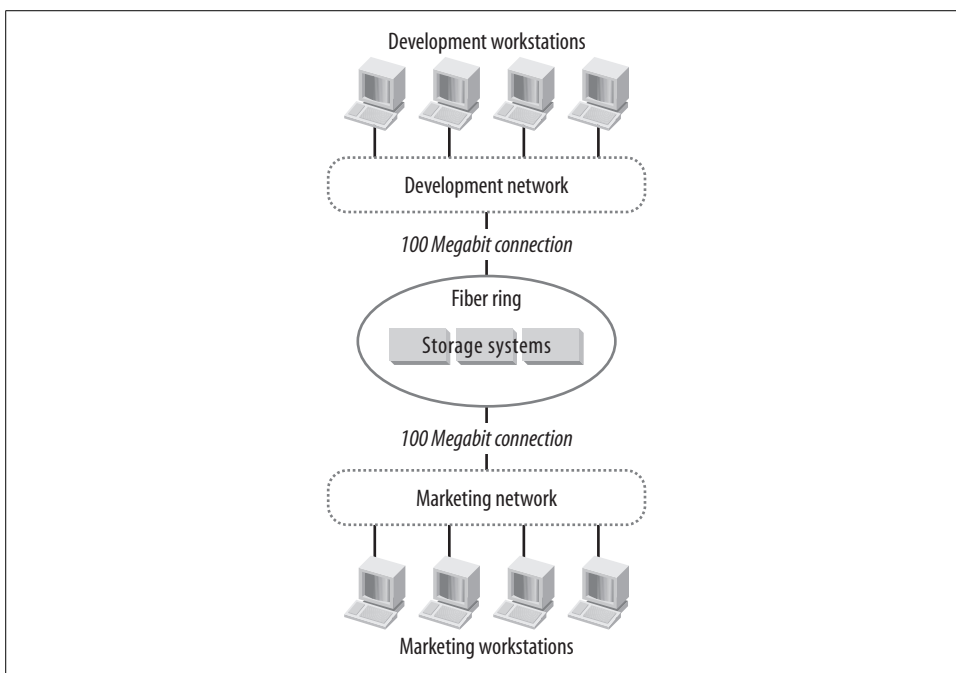 Development workstations
Development network
100 Megabit connection
Fiber ring
Storage systems
100 Megabit connection
Marketing network
Marketing workstations